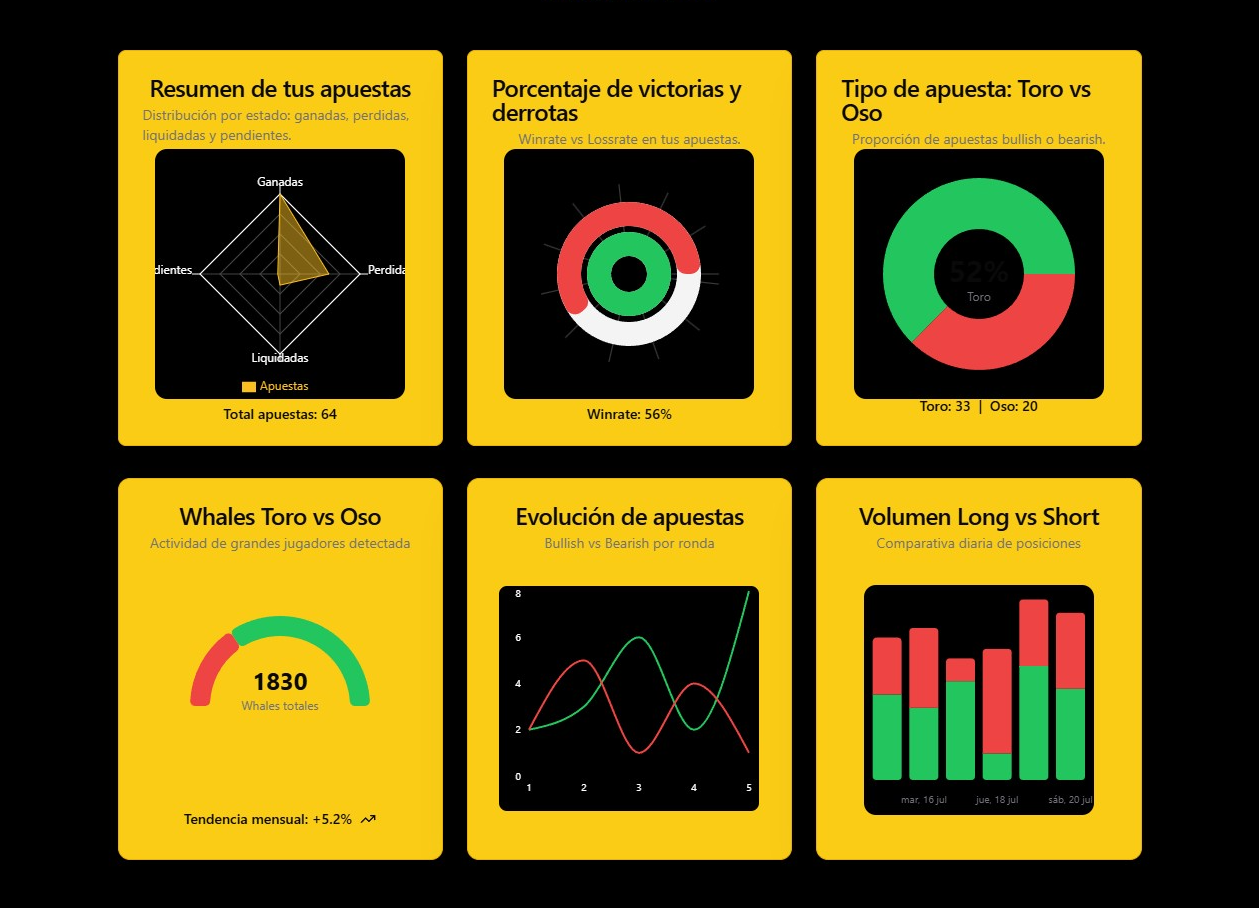 Resumen de tus apuestas
Distribución por estado: ganadas, perdidas,
liquidadas y pendientes.
Ganadas
dientes
Perdida
Liquidadas
Apuestas
Total apuestas: 64
Porcentaje de victorias y
derrotas
Winrate vs Lossrate en tus apuestas.
Winrate: 56%
Tipo de apuesta: Toro vs
Oso
Proporción de apuestas bullish o bearish.
52%
Toro
Toro: 33 | Oso: 20
Whales Toro vs Oso
Actividad de grandes jugadores detectada
1830
Whales totales
Tendencia mensual: +5.2%
Evolución de apuestas
Bullish vs Bearish por ronda
8
6
4
2
0
1 2 3 4 5
Volumen Long vs Short
Comparativa diaria de posiciones
mar, 16 jul jue, 18 jul sáb, 20 jul